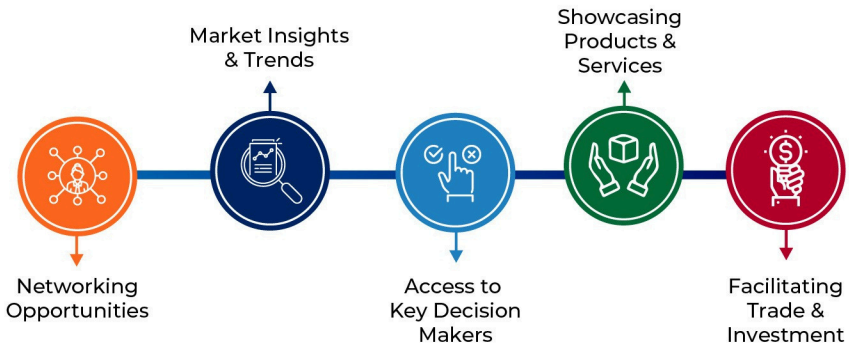 Networking
Opportunities
Market Insights
& Trends
Access to
Key Decision
Makers
Showcasing
Products &
Services
$
Facilitating
Trade &
Investment